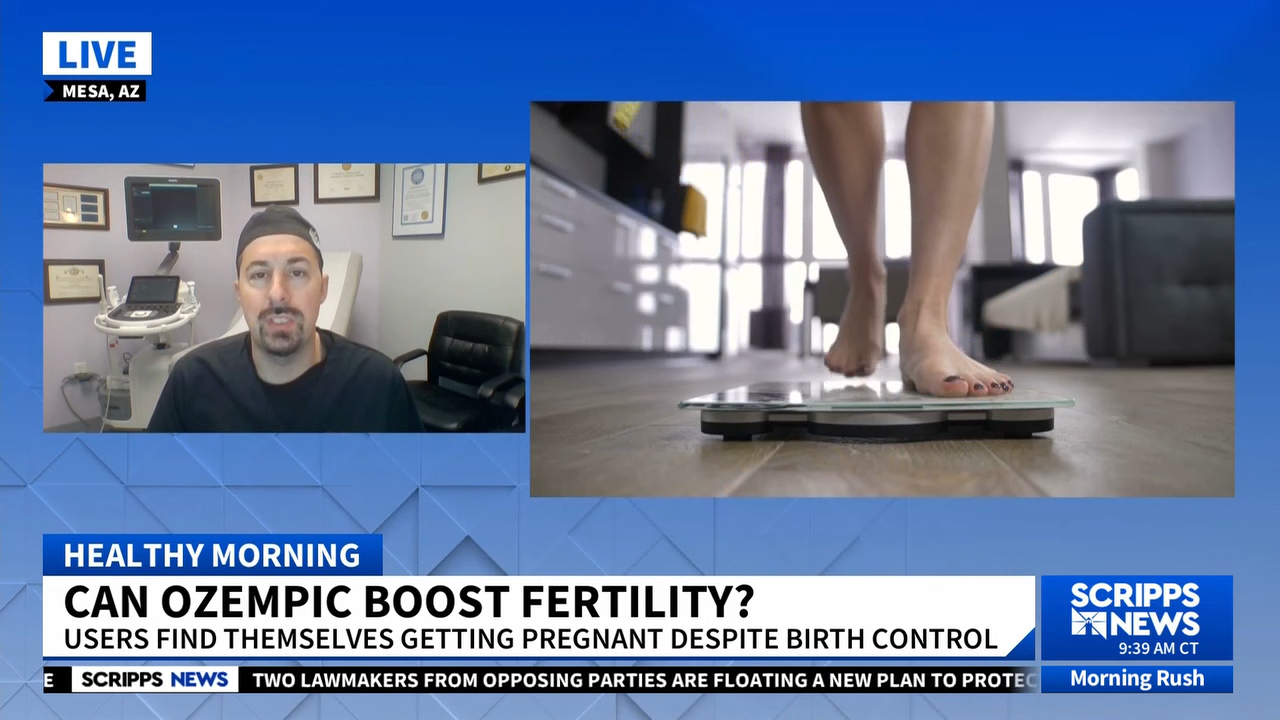 LIVE
MESA, AZ
HEALTHY MORNING
CAN OZEMPIC BOOST FERTILITY?
USERS FIND THEMSELVES GETTING PREGNANT DESPITE BIRTH CONTROL
SCRIPPS
NEWS
9:39 AM CT
E SCRIPPS NEWS TWO LAWMAKERS FROM OPPOSING PARTIES ARE FLOATING A NEW PLAN TO PROTEC
Morning Rush